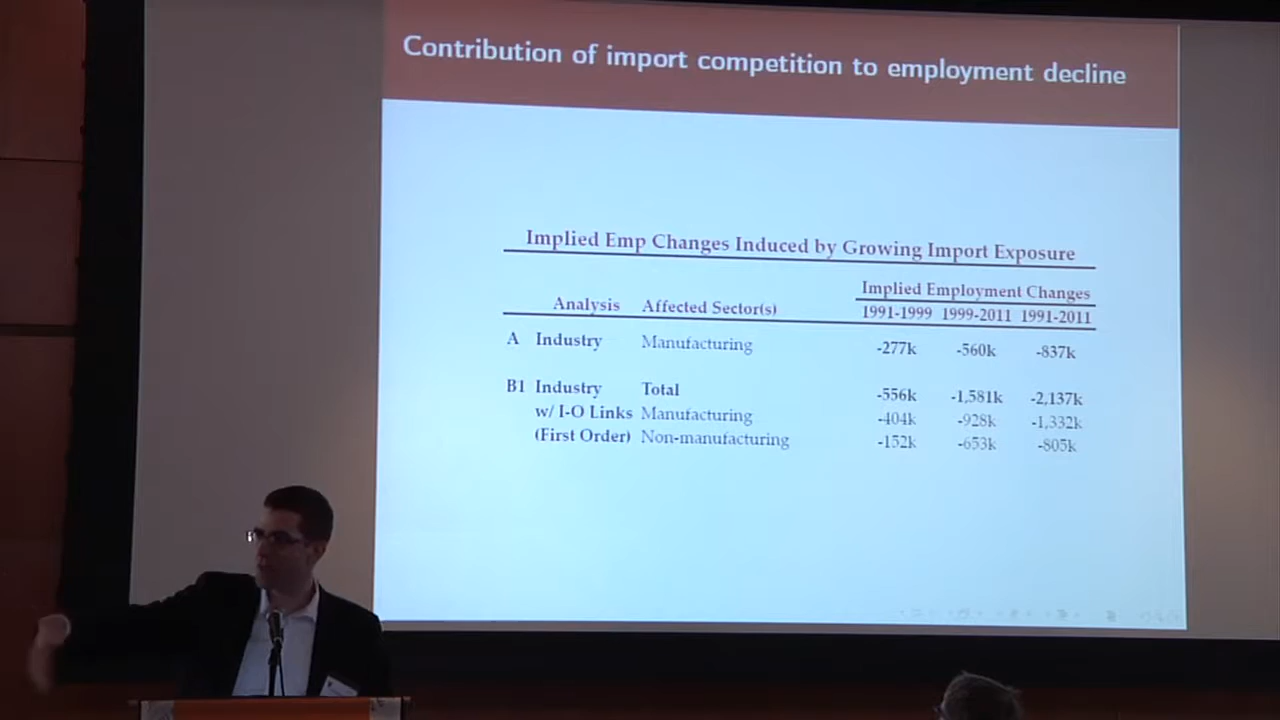 Contribution of import competition to employment decline
Implied Emp Changes Induced by Growing Import Exposure
Implied Employment Changes
Analysis Affected Sector(s) 1991-1999 1999-2011 1991-2011
A Industry Manufacturing -277k -560k -837k
B1 Industry Total -556k -1,581k -2,137k
w/ I-O Links Manufacturing -404k -928k -1,332k
(First Order) Non-manufacturing -152k -653k -805k